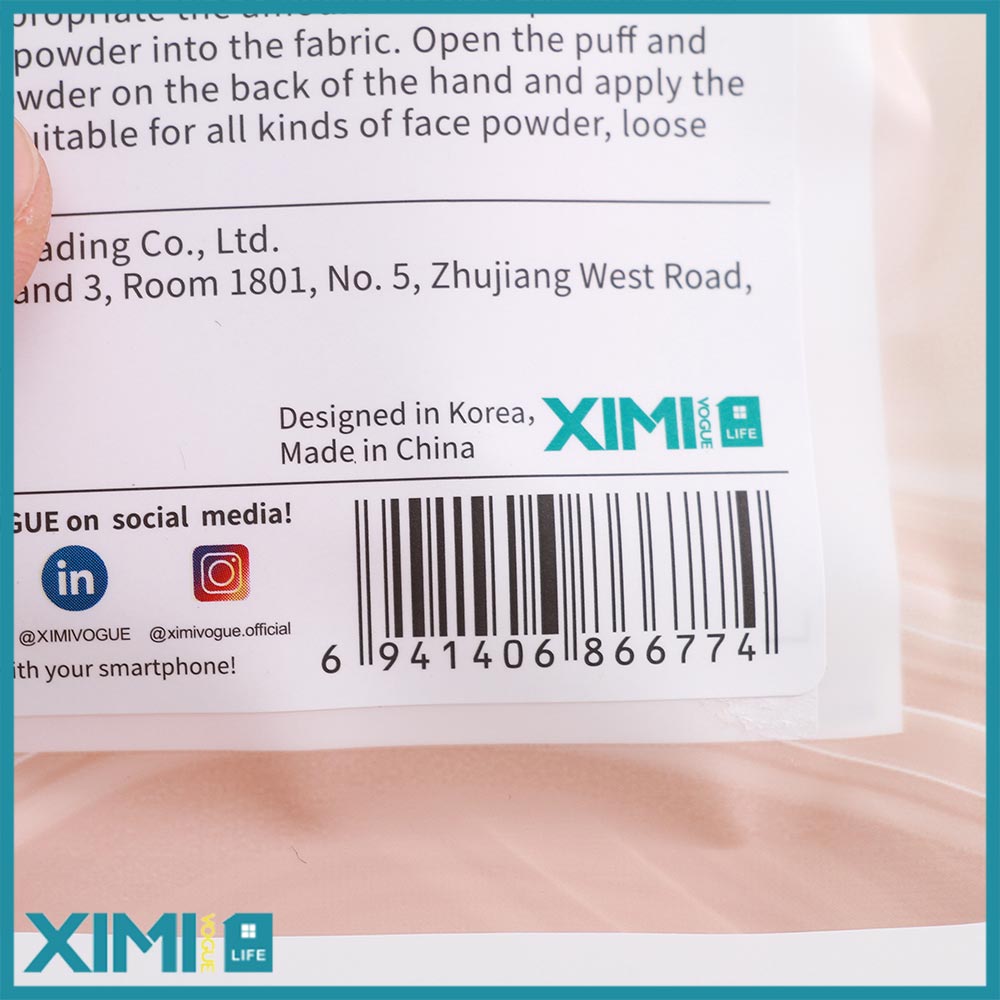 powder into the fabric. Open the puff and
wder on the back of the hand and apply the
uitable for all kinds of face powder, loose
ading Co., Ltd.
and 3, Room 1801, No. 5, Zhujiang West Road,
Designed in Korea,
Made in China
XIMI VOGUE LIFE
GUE on social media!
in
@XIMIVOGUE @ximivogue.official
ith your smartphone!
6 941406 866774
XIMI VOGUE LIFE